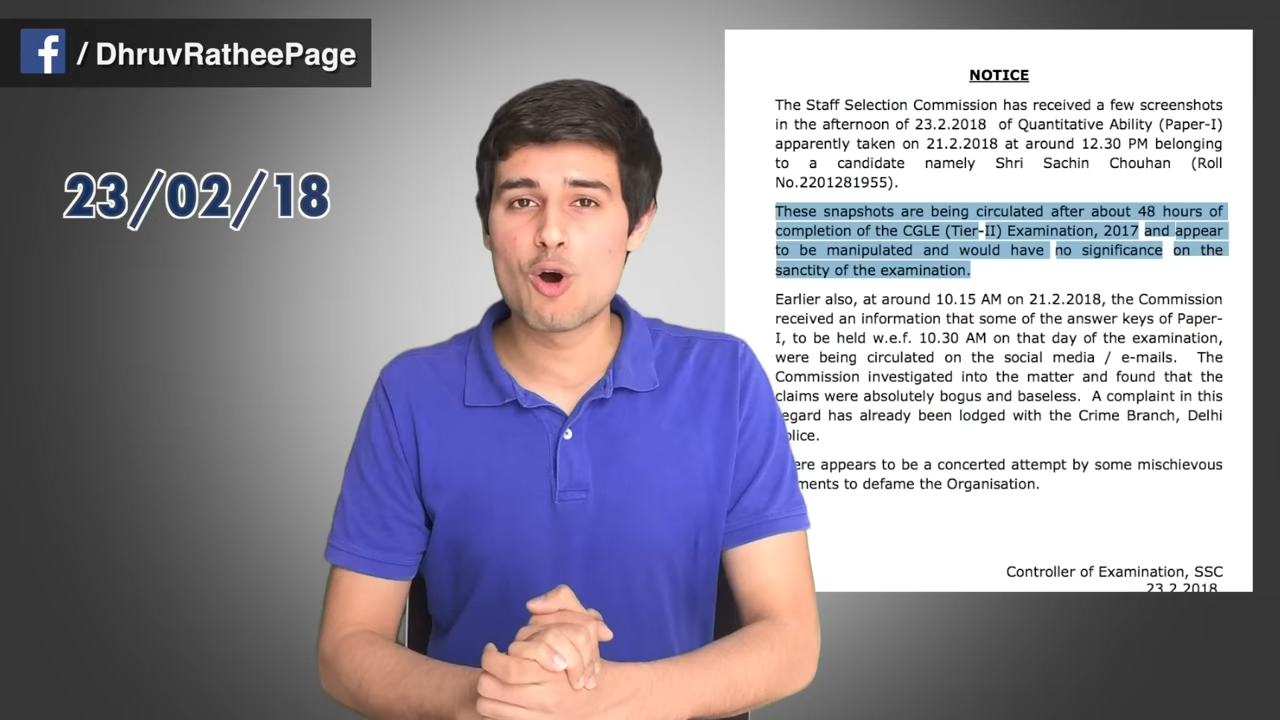 / DhruvRatheePage
23/02/18
NOTICE
The Staff Selection Commission has received a few screenshots
in the afternoon of 23.2.2018 of Quantitative Ability (Paper-I)
apparently taken on 21.2.2018 at around 12.30 PM belonging
to a candidate namely Shri Sachin Chouhan (Roll
No.2201281955).
These snapshots are being circulated after about 48 hours of
completion of the CGLE (Tier-II) Examination, 2017 and appear
to be manipulated and would have no significance on the
sanctity of the examination.
Earlier also, at around 10.15 AM on 21.2.2018, the Commission
received an information that some of the answer keys of Paper-
I, to be held w.e.f. 10.30 AM on that day of the examination,
were being circulated on the social media / e-mails. The
Commission investigated into the matter and found that the
claims were absolutely bogus and baseless. A complaint in this
egard has already been lodged with the Crime Branch, Delhi
olice.
ere appears to be a concerted attempt by some mischievous
ments to defame the Organisation.
Controller of Examination, SSC
23.2.2018